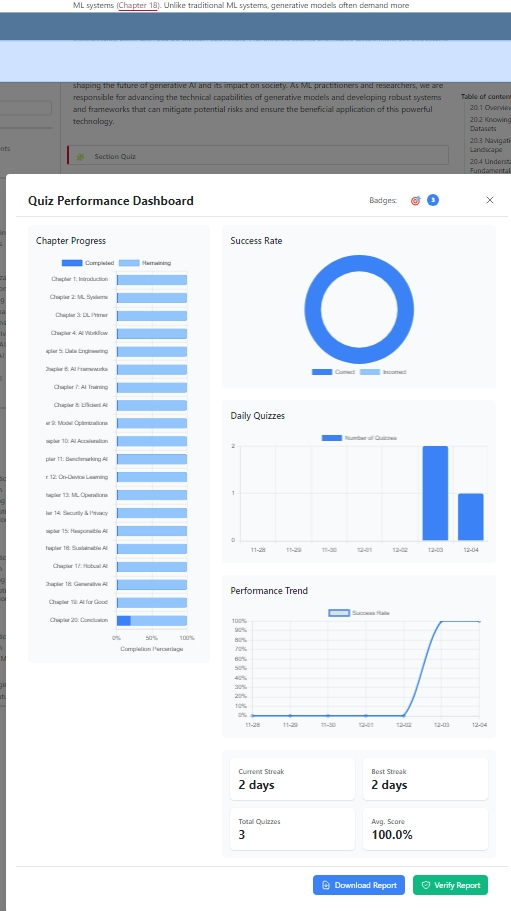 ML systems (Chapter 18). Unlike traditional ML systems, generative models often demand more
shaping the future of generative AI and its impact on society. As ML practitioners and researchers, we are
responsible for advancing the technical capabilities of generative models and developing robust systems
and frameworks that can mitigate potential risks and ensure the beneficial application of this powerful
technology.
Table of content
20.1 Overview
20.2 Knowing
Datasets
20.3 Navigat
Landscape
20.4 Understa
Fundamental
nts
Section Quiz
Quiz Performance Dashboard
Badges:
3
Chapter Progress
Completed Remaining
Chapter 1: Introduction
Chapter 2: ML Systems
Chapter 3: DL Primer
Chapter 4: AI Workflow
apter 5: Data Engineering
hapter 6: AI Frameworks
Chapter 7: AI Training
Chapter 8: Efficient AI
er 9: Model Optimizations
apter 10: AI Acceleration
pter 11: Benchmarking AI
r 12: On-Device Learning
hapter 13: ML Operations
ter 14: Security & Privacy
apter 15: Responsible AI
hapter 16: Sustainable AI
Chapter 17: Robust AI
Chapter 18: Generative AI
Chapter 19: AI for Good
Chapter 20: Conclusion
0% 50% 100%
Completion Percentage
Success Rate
Correct Incorrect
Daily Quizzes
Number of Quizzes
2
1
0
11-28 11-29 11-30 12-01 12-02 12-03 12-04
Performance Trend
Success Rate
100%
90%
80%
70%
60%
50%
40%
30%
20%
10%
0%
11-28 11-29 11-30 12-01 12-02 12-03 12-04
Current Streak
2 days
Best Streak
2 days
Total Quizzes
3
Avg. Score
100.0%
Download Report
Verify Report